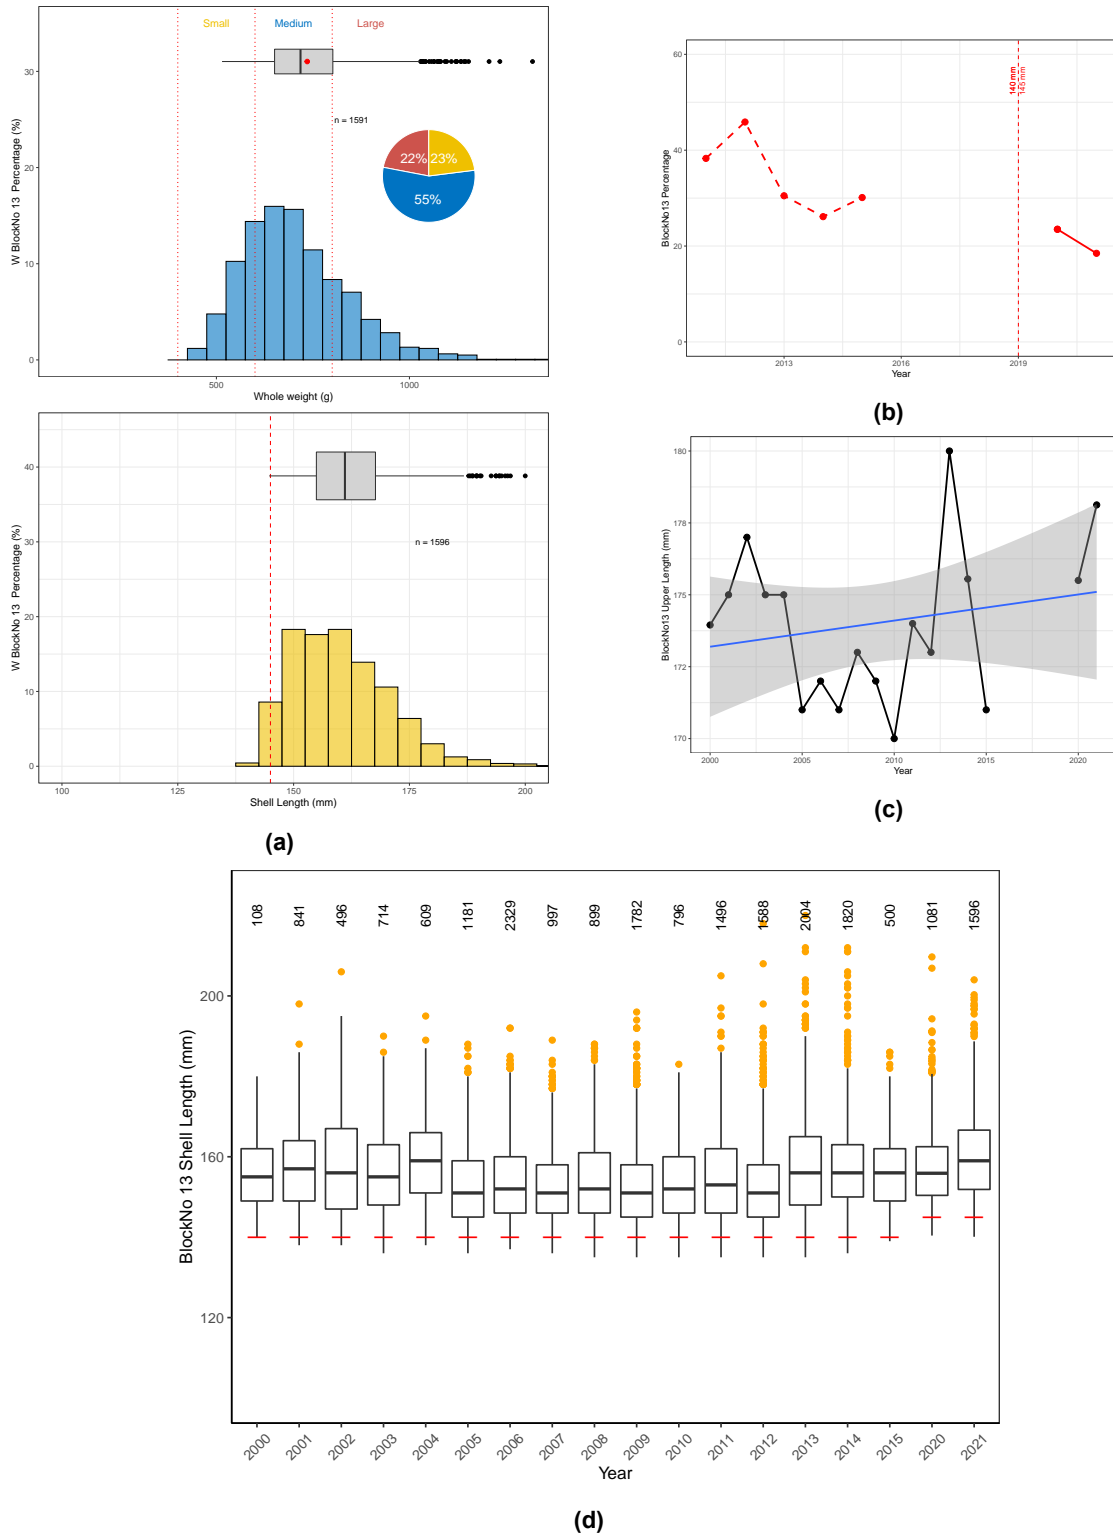 Small Medium Large
30
20
10
0
n = 1591
22% 23%
55%
W BlockNo 13 Percentage (%)
500 1000
Whole weight (g)
40
30
20
10
0
n = 1596
W BlockNo 13 Percentage (%)
100 125 150 175 200
Shell Length (mm)
(a)
60
40
20
0
140 mm
145 mm
BlockNo13 Percentage
2013 2016 2019
Year
(b)
180
178
175
172
170
BlockNo13 Upper Length (mm)
2000 2005 2010 2015 2020
Year
(c)
108 841 496 714 609 1181 2329 997 899 1782 796 1496 1588 2004 1820 500 1081 1596
200
160
120
BlockNo 13 Shell Length (mm)
2000 2001 2002 2003 2004 2005 2006 2007 2008 2009 2010 2011 2012 2013 2014 2015 2020 2021
Year
(d)